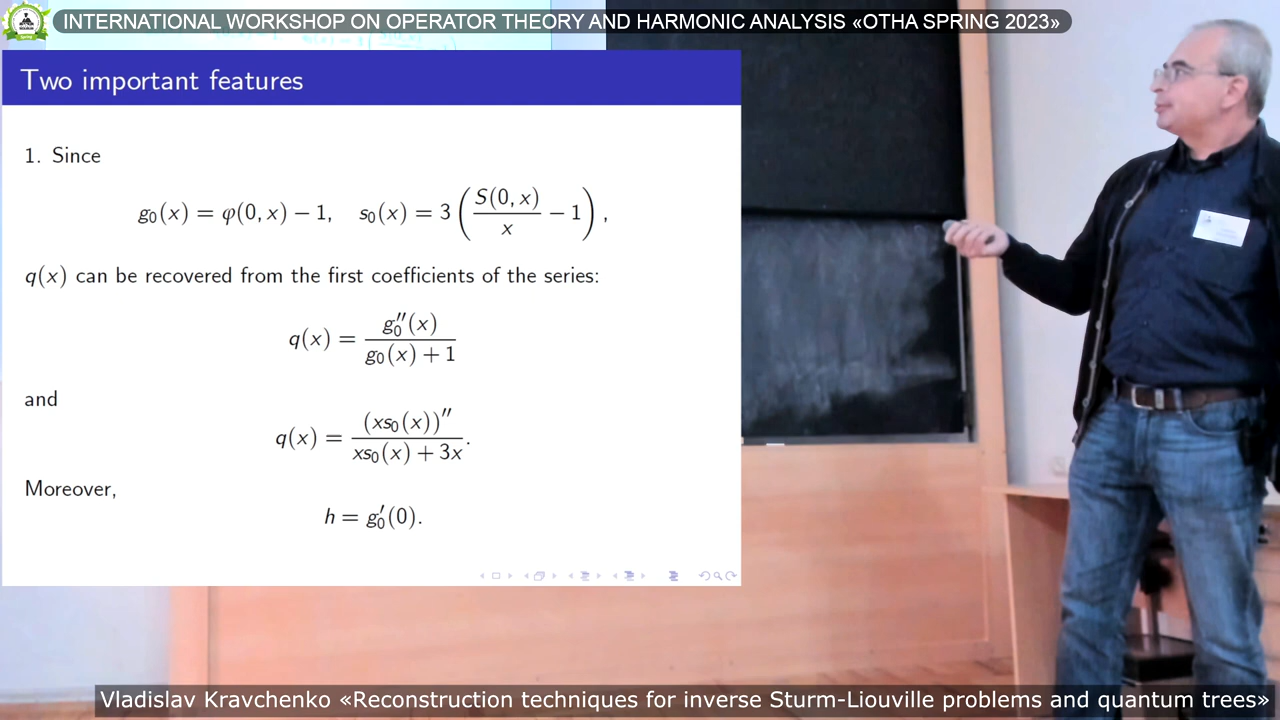 INTERNATIONAL WORKSHOP ON OPERATOR THEORY AND HARMONIC ANALYSIS «OTHA SPRING 2023»
Two important features
1. Since
g₀(x) = φ(0, x) − 1, s₀(x) = 3 ( S(0, x) / x − 1 ),
q(x) can be recovered from the first coefficients of the series:
q(x) = g₀″(x) / (g₀(x) + 1)
and
q(x) = (xs₀(x))″ / (xs₀(x) + 3x).
Moreover,
h = g₀′(0).
Vladislav Kravchenko «Reconstruction techniques for inverse Sturm-Liouville problems and quantum trees»